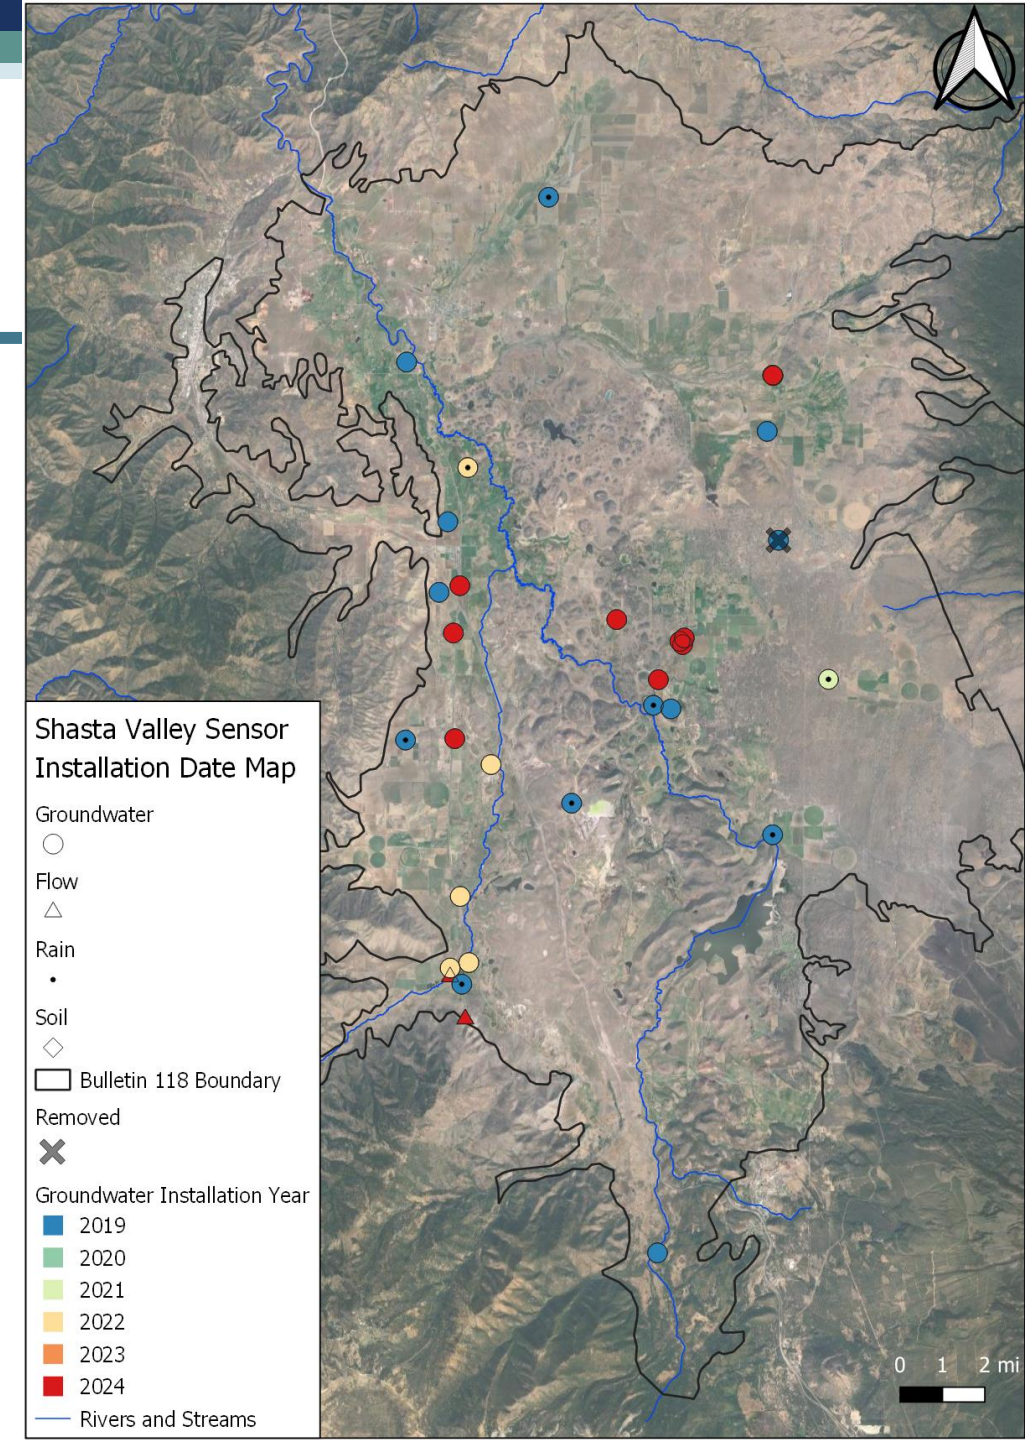 Shasta Valley Sensor
Installation Date Map
Groundwater
Flow
Rain
Soil
Bulletin 118 Boundary
Removed
Groundwater Installation Year
2019
2020
2021
2022
2023
2024
Rivers and Streams
0 1 2 mi